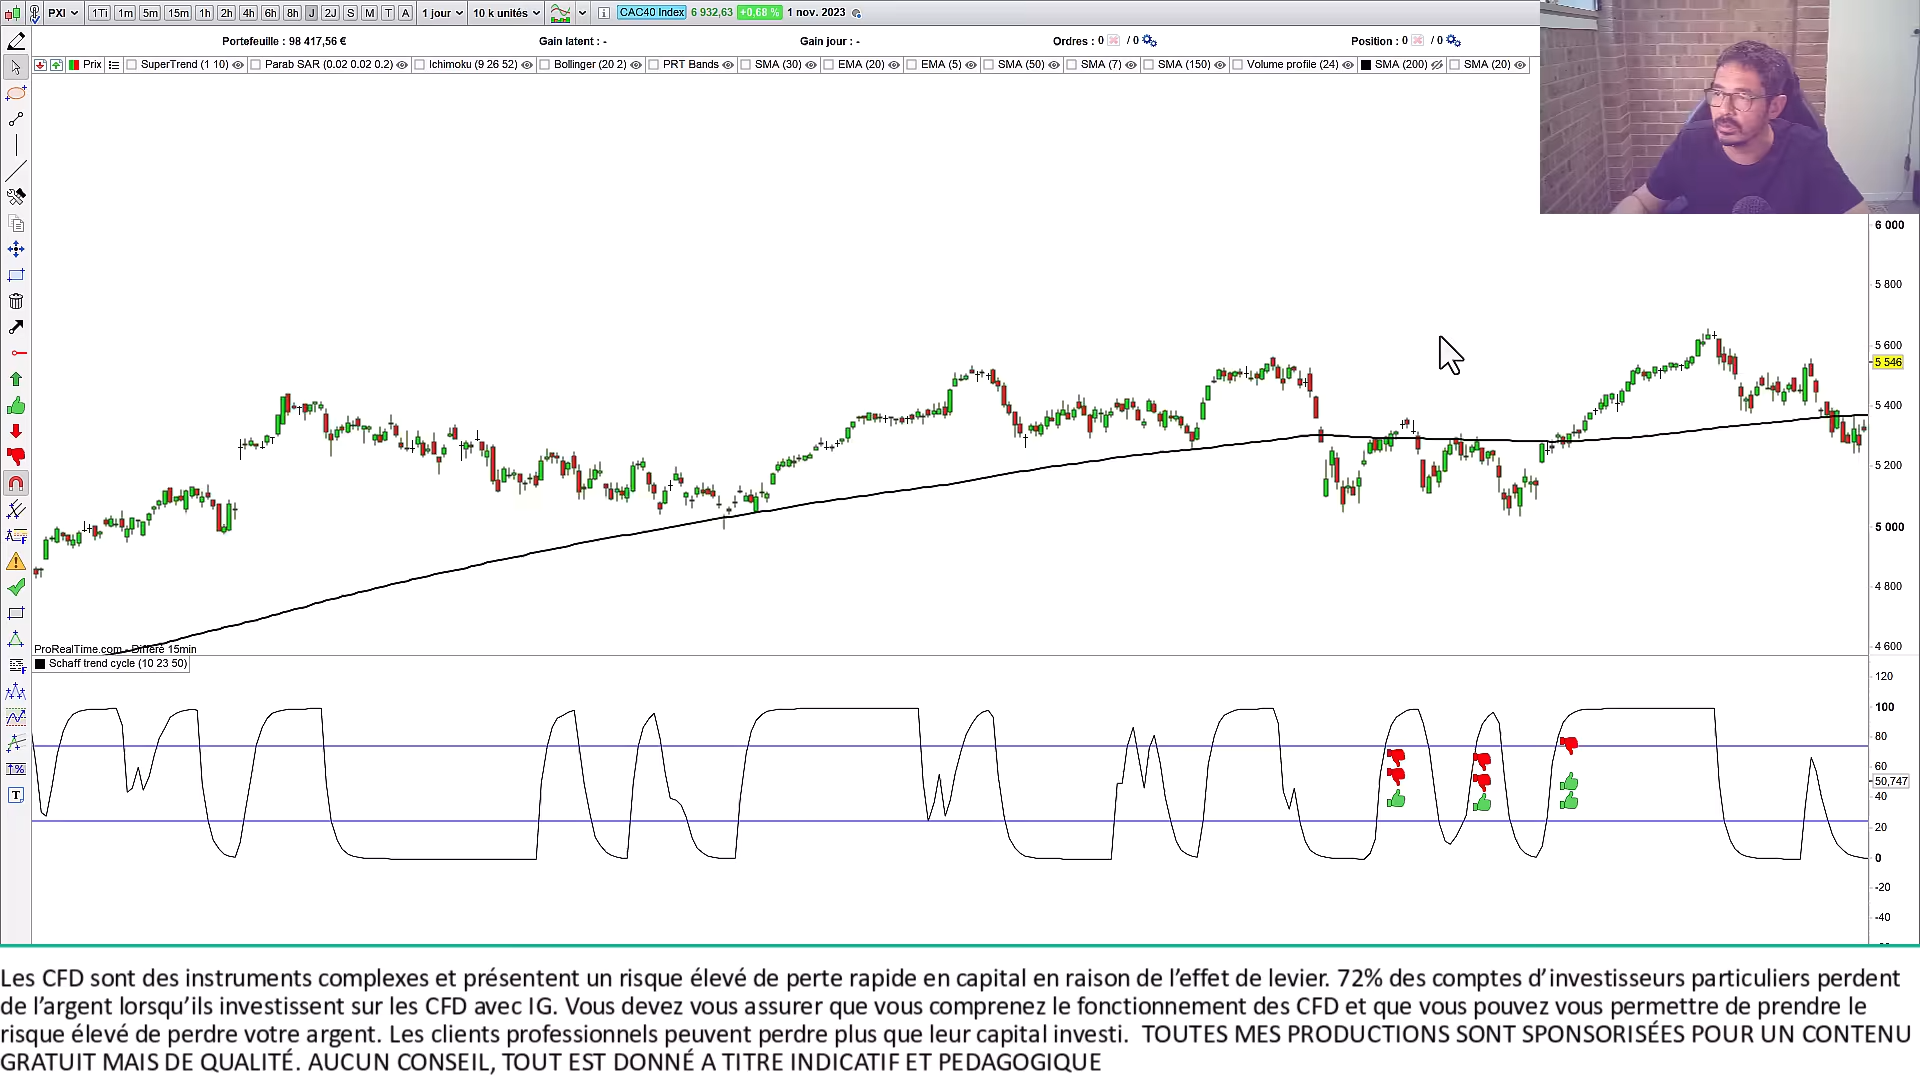 PXI 1Ti 1m 5m 15m 1h 2h 4h 6h 8h J 2J S M T A 1 jour 10 k unités i CAC40 Index 6 932,63 +0.68 % 1 nov. 2023
Portefeuille : 98 417,56 € Gain latent : - Gain jour : - Ordres : 0 / 0 Position : 0 / 0
Prix SuperTrend (1 10) Parab SAR (0.02 0.02 0.2) Ichimoku (9 26 52) Bollinger (20 2) PRT Bands SMA (30) EMA (20) EMA (5) SMA (50) SMA (7) SMA (150) Volume profile (24) SMA (200) SMA (20)
6 000
5 800
5 600
5 546
5 400
5 200
5 000
4 800
4 600
ProRealTime.com - Différé 15min
Schaff trend cycle (10 23 50)
120
100
80
60
50,747
40
20
0
-20
-40
Les CFD sont des instruments complexes et présentent un risque élevé de perte rapide en capital en raison de l’effet de levier. 72% des comptes d’investisseurs particuliers perdent
de l’argent lorsqu’ils investissent sur les CFD avec IG. Vous devez vous assurer que vous comprenez le fonctionnement des CFD et que vous pouvez vous permettre de prendre le
risque élevé de perdre votre argent. Les clients professionnels peuvent perdre plus que leur capital investi. TOUTES MES PRODUCTIONS SONT SPONSORISÉES POUR UN CONTENU
GRATUIT MAIS DE QUALITÉ. AUCUN CONSEIL, TOUT EST DONNÉ A TITRE INDICATIF ET PEDAGOGIQUE